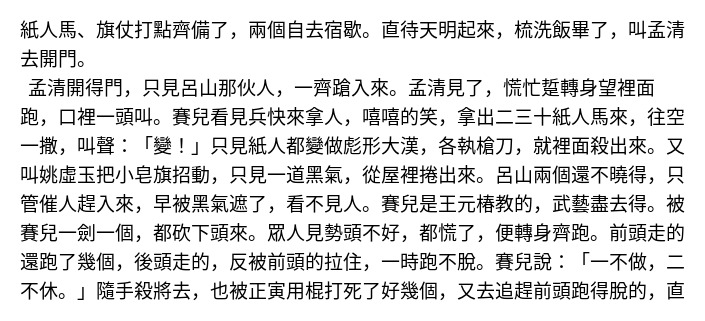 紙人馬、旗仗打點齊備了，兩個自去宿歇。直待天明起來，梳洗飯畢了，叫孟清
去開門。
孟清開得門，只見呂山那伙人，一齊蹌入來。孟清見了，慌忙踅轉身望裡面
跑，口裡一頭叫。賽兒看見兵快來拿人，嘻嘻的笑，拿出二三十紙人馬來，往空
一撒，叫聲：「變！」只見紙人都變做彪形大漢，各執槍刀，就裡面殺出來。又
叫姚虛玉把小皂旗招動，只見一道黑氣，從屋裡捲出來。呂山兩個還不曉得，只
管催人趕入來，早被黑氣遮了，看不見人。賽兒是王元椿教的，武藝盡去得。被
賽兒一劍一個，都砍下頭來。眾人見勢頭不好，都慌了，便轉身齊跑。前頭走的
還跑了幾個，後頭走的，反被前頭的拉住，一時跑不脫。賽兒說：「一不做，二
不休。」隨手殺將去，也被正寅用棍打死了好幾個，又去追趕前頭跑得脫的，直